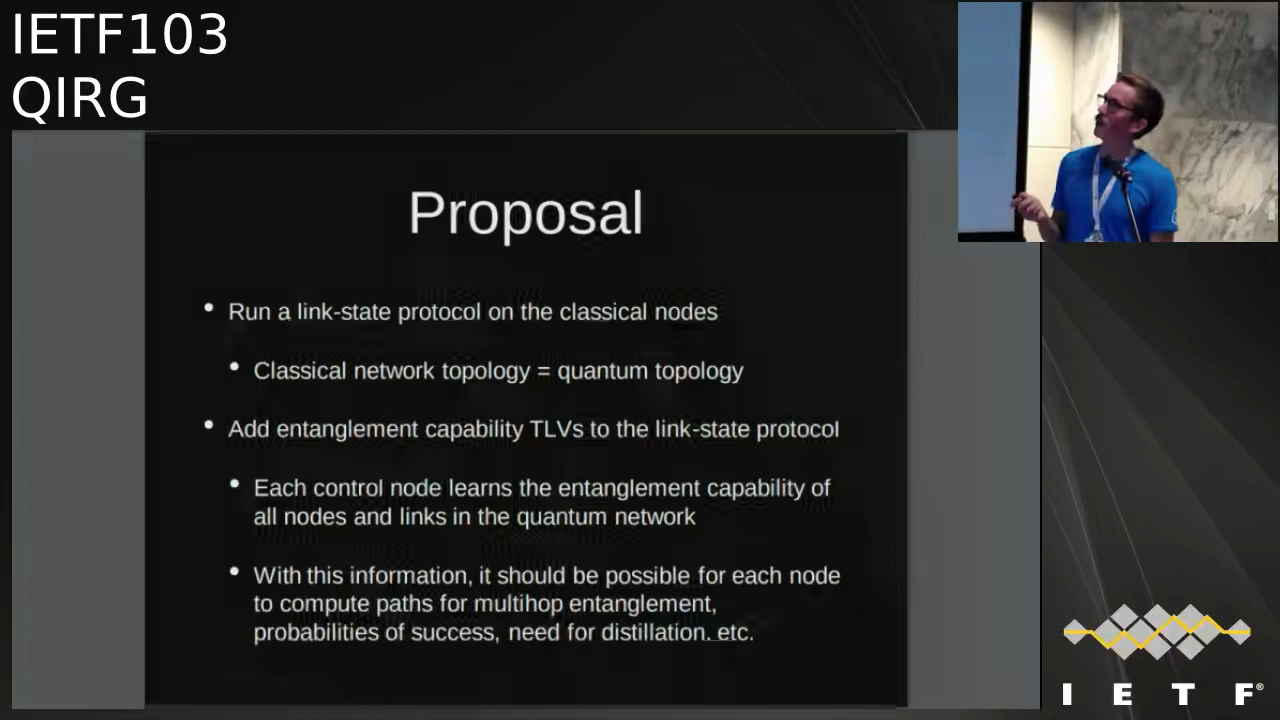 IETF103
QIRG
Proposal
• Run a link-state protocol on the classical nodes
• Classical network topology = quantum topology
• Add entanglement capability TLVs to the link-state protocol
• Each control node learns the entanglement capability of
all nodes and links in the quantum network
• With this information, it should be possible for each node
to compute paths for multihop entanglement,
probabilities of success, need for distillation. etc.
I E T F®